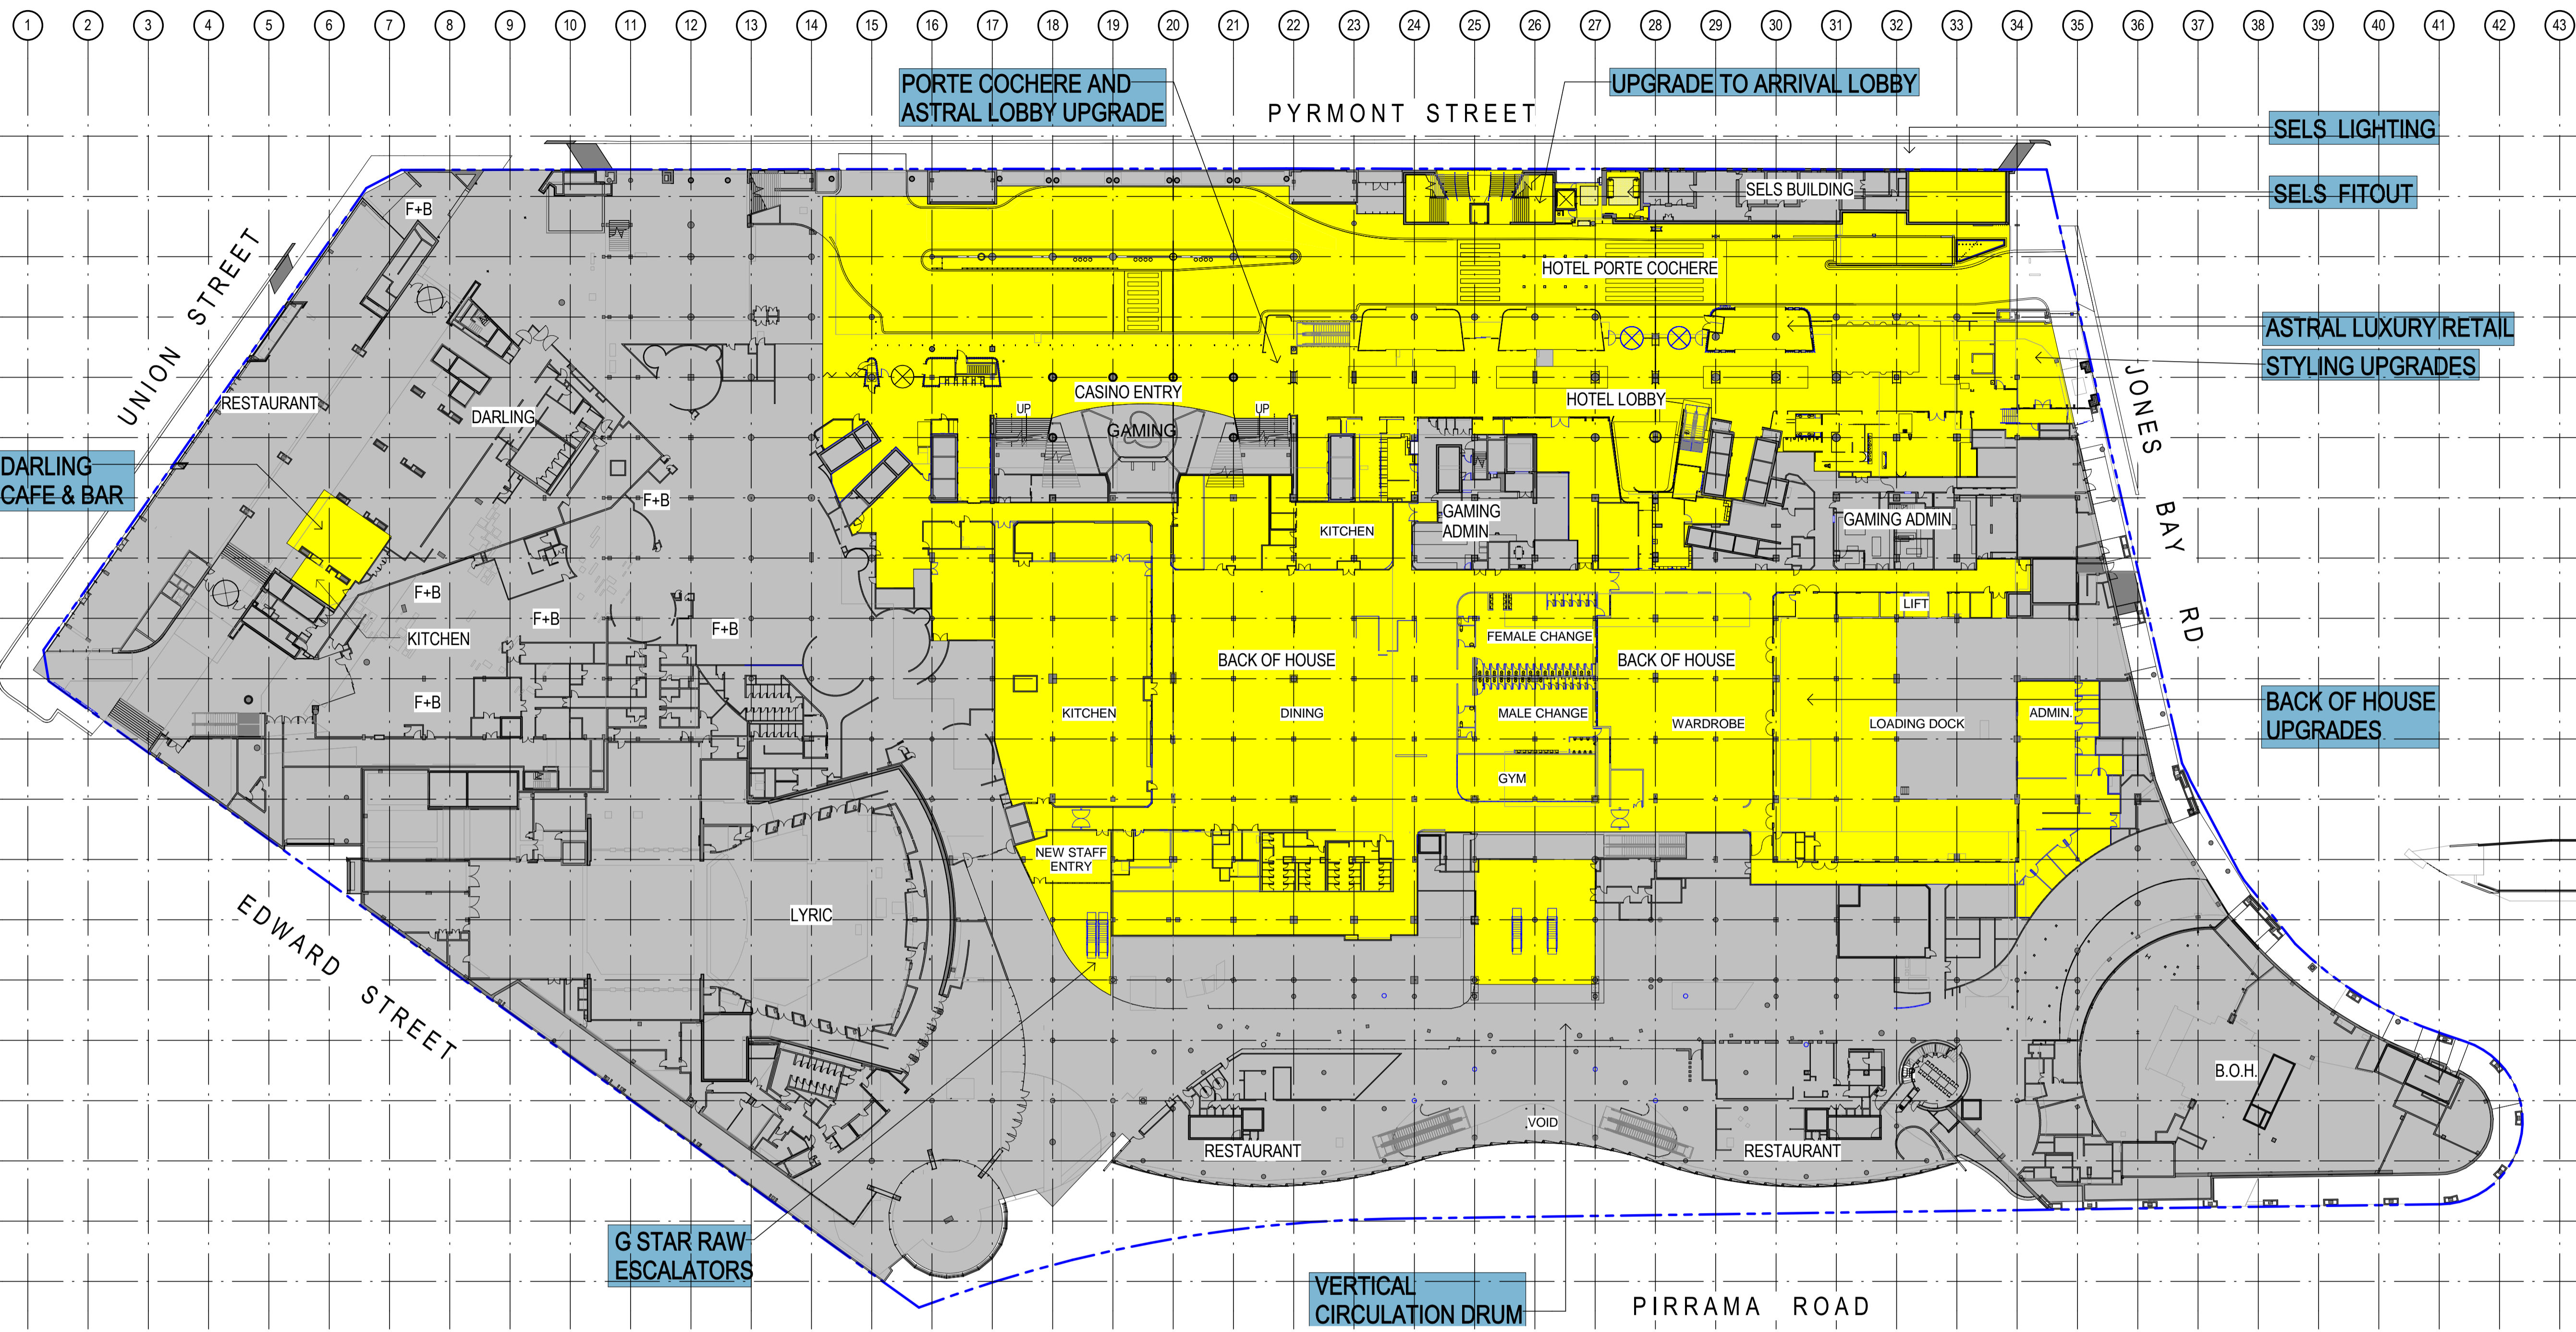 1 2 3 4 5 6 7 8 9 10 11 12 13 14 15 16 17 18 19 20 21 22 23 24 25 26 27 28 29 30 31 32 33 34 35 36 37 38 39 40 41 42 43
PORTE COCHERE AND
ASTRAL LOBBY UPGRADE
UPGRADE TO ARRIVAL LOBBY
PYRMONT STREET
SELS LIGHTING
SELS BUILDING
SELS FITOUT
F+B
UNION STREET
HOTEL PORTE COCHERE
ASTRAL LUXURY RETAIL
STYLING UPGRADES
CASINO ENTRY
RESTAURANT
DARLING
UP
UP
HOTEL LOBBY
GAMING
JONES BAY RD
DARLING
CAFE & BAR
F+B
KITCHEN
GAMING
ADMIN
GAMING ADMIN
F+B
F+B
F+B
KITCHEN
LIFT
FEMALE CHANGE
BACK OF HOUSE
BACK OF HOUSE
F+B
KITCHEN
DINING
MALE CHANGE
WARDROBE
LOADING DOCK
ADMIN.
BACK OF HOUSE
UPGRADES
GYM
NEW STAFF
ENTRY
LYRIC
EDWARD STREET
B.O.H.
VOID
RESTAURANT
RESTAURANT
G STAR RAW
ESCALATORS
VERTICAL
CIRCULATION DRUM
PIRRAMA ROAD